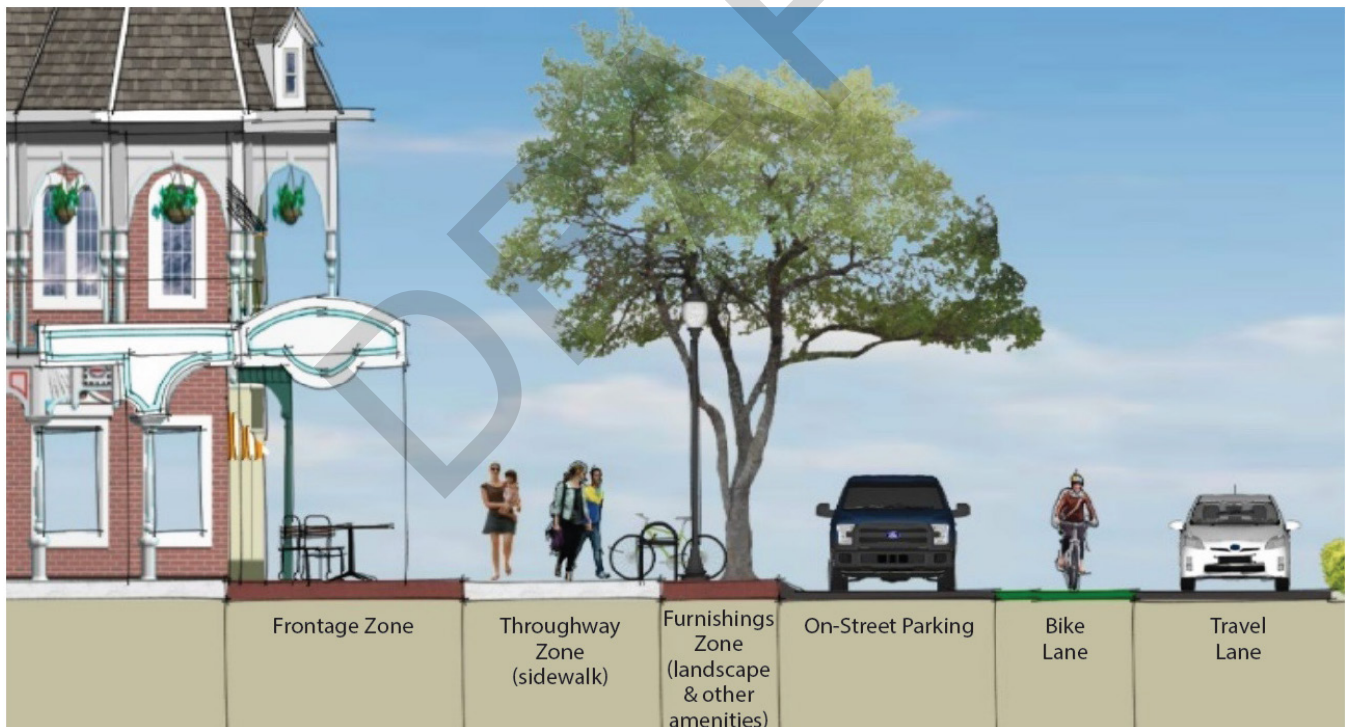 Frontage Zone
Throughway
Zone
(sidewalk)
Furnishings
Zone
(landscape
& other
amenities)
On-Street Parking
Bike
Lane
Travel
Lane